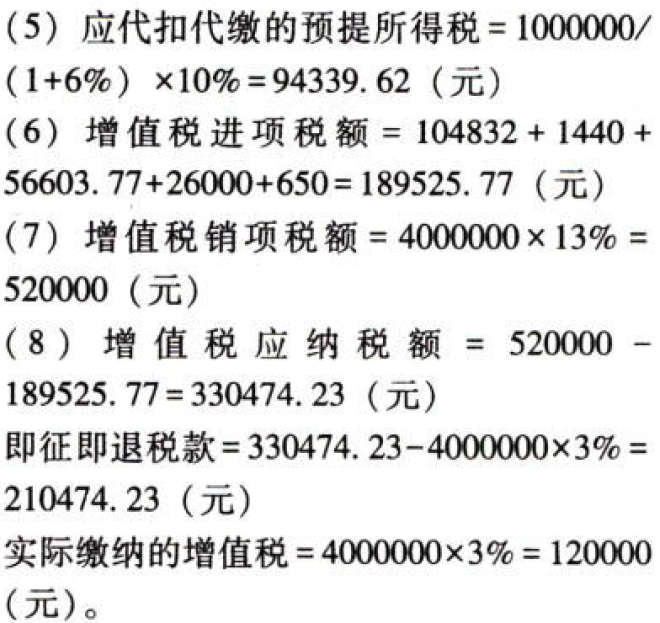 (5) 应代扣代缴的预提所得税=1000000/
(1+6%) ×10%=94339.62 (元)
(6) 增值税进项税额 = 104832 + 1440 +
56603.77+26000+650=189525.77 (元)
(7) 增值税销项税额 = 4000000×13% =
520000 (元)
(8) 增值税应纳税额 = 520000 -
189525.77=330474.23 (元)
即征即退税款=330474.23-4000000×3% =
210474.23 (元)
实际缴纳的增值税=4000000×3% = 120000
(元)。